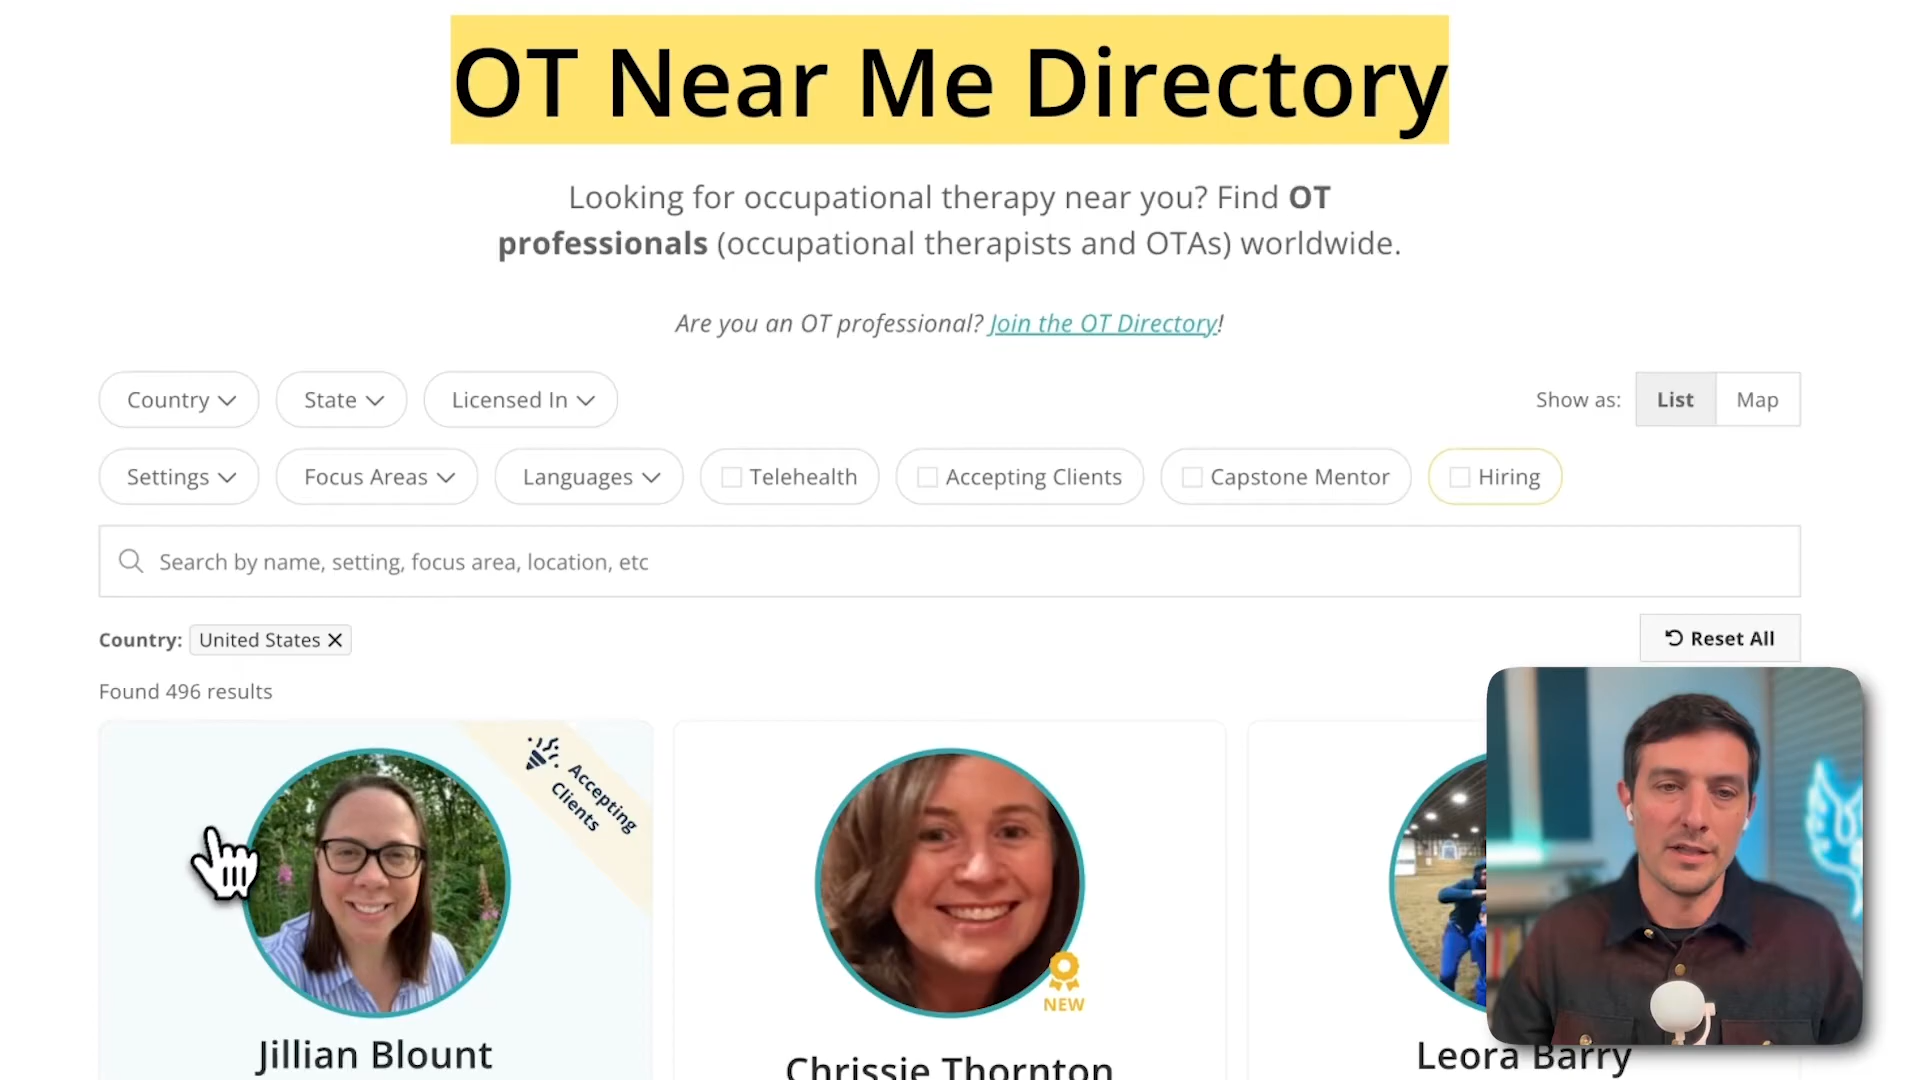 OT Near Me Directory
Looking for occupational therapy near you? Find OT
professionals (occupational therapists and OTAs) worldwide.
Are you an OT professional? Join the OT Directory!
Country State Licensed In Show as: List Map
Settings Focus Areas Languages Telehealth Accepting Clients Capstone Mentor Hiring
Search by name, setting, focus area, location, etc
Country: United States Reset All
Found 496 results
Accepting
Clients
NEW
Jillian Blount
Chrissie Thornton
Leora Barry